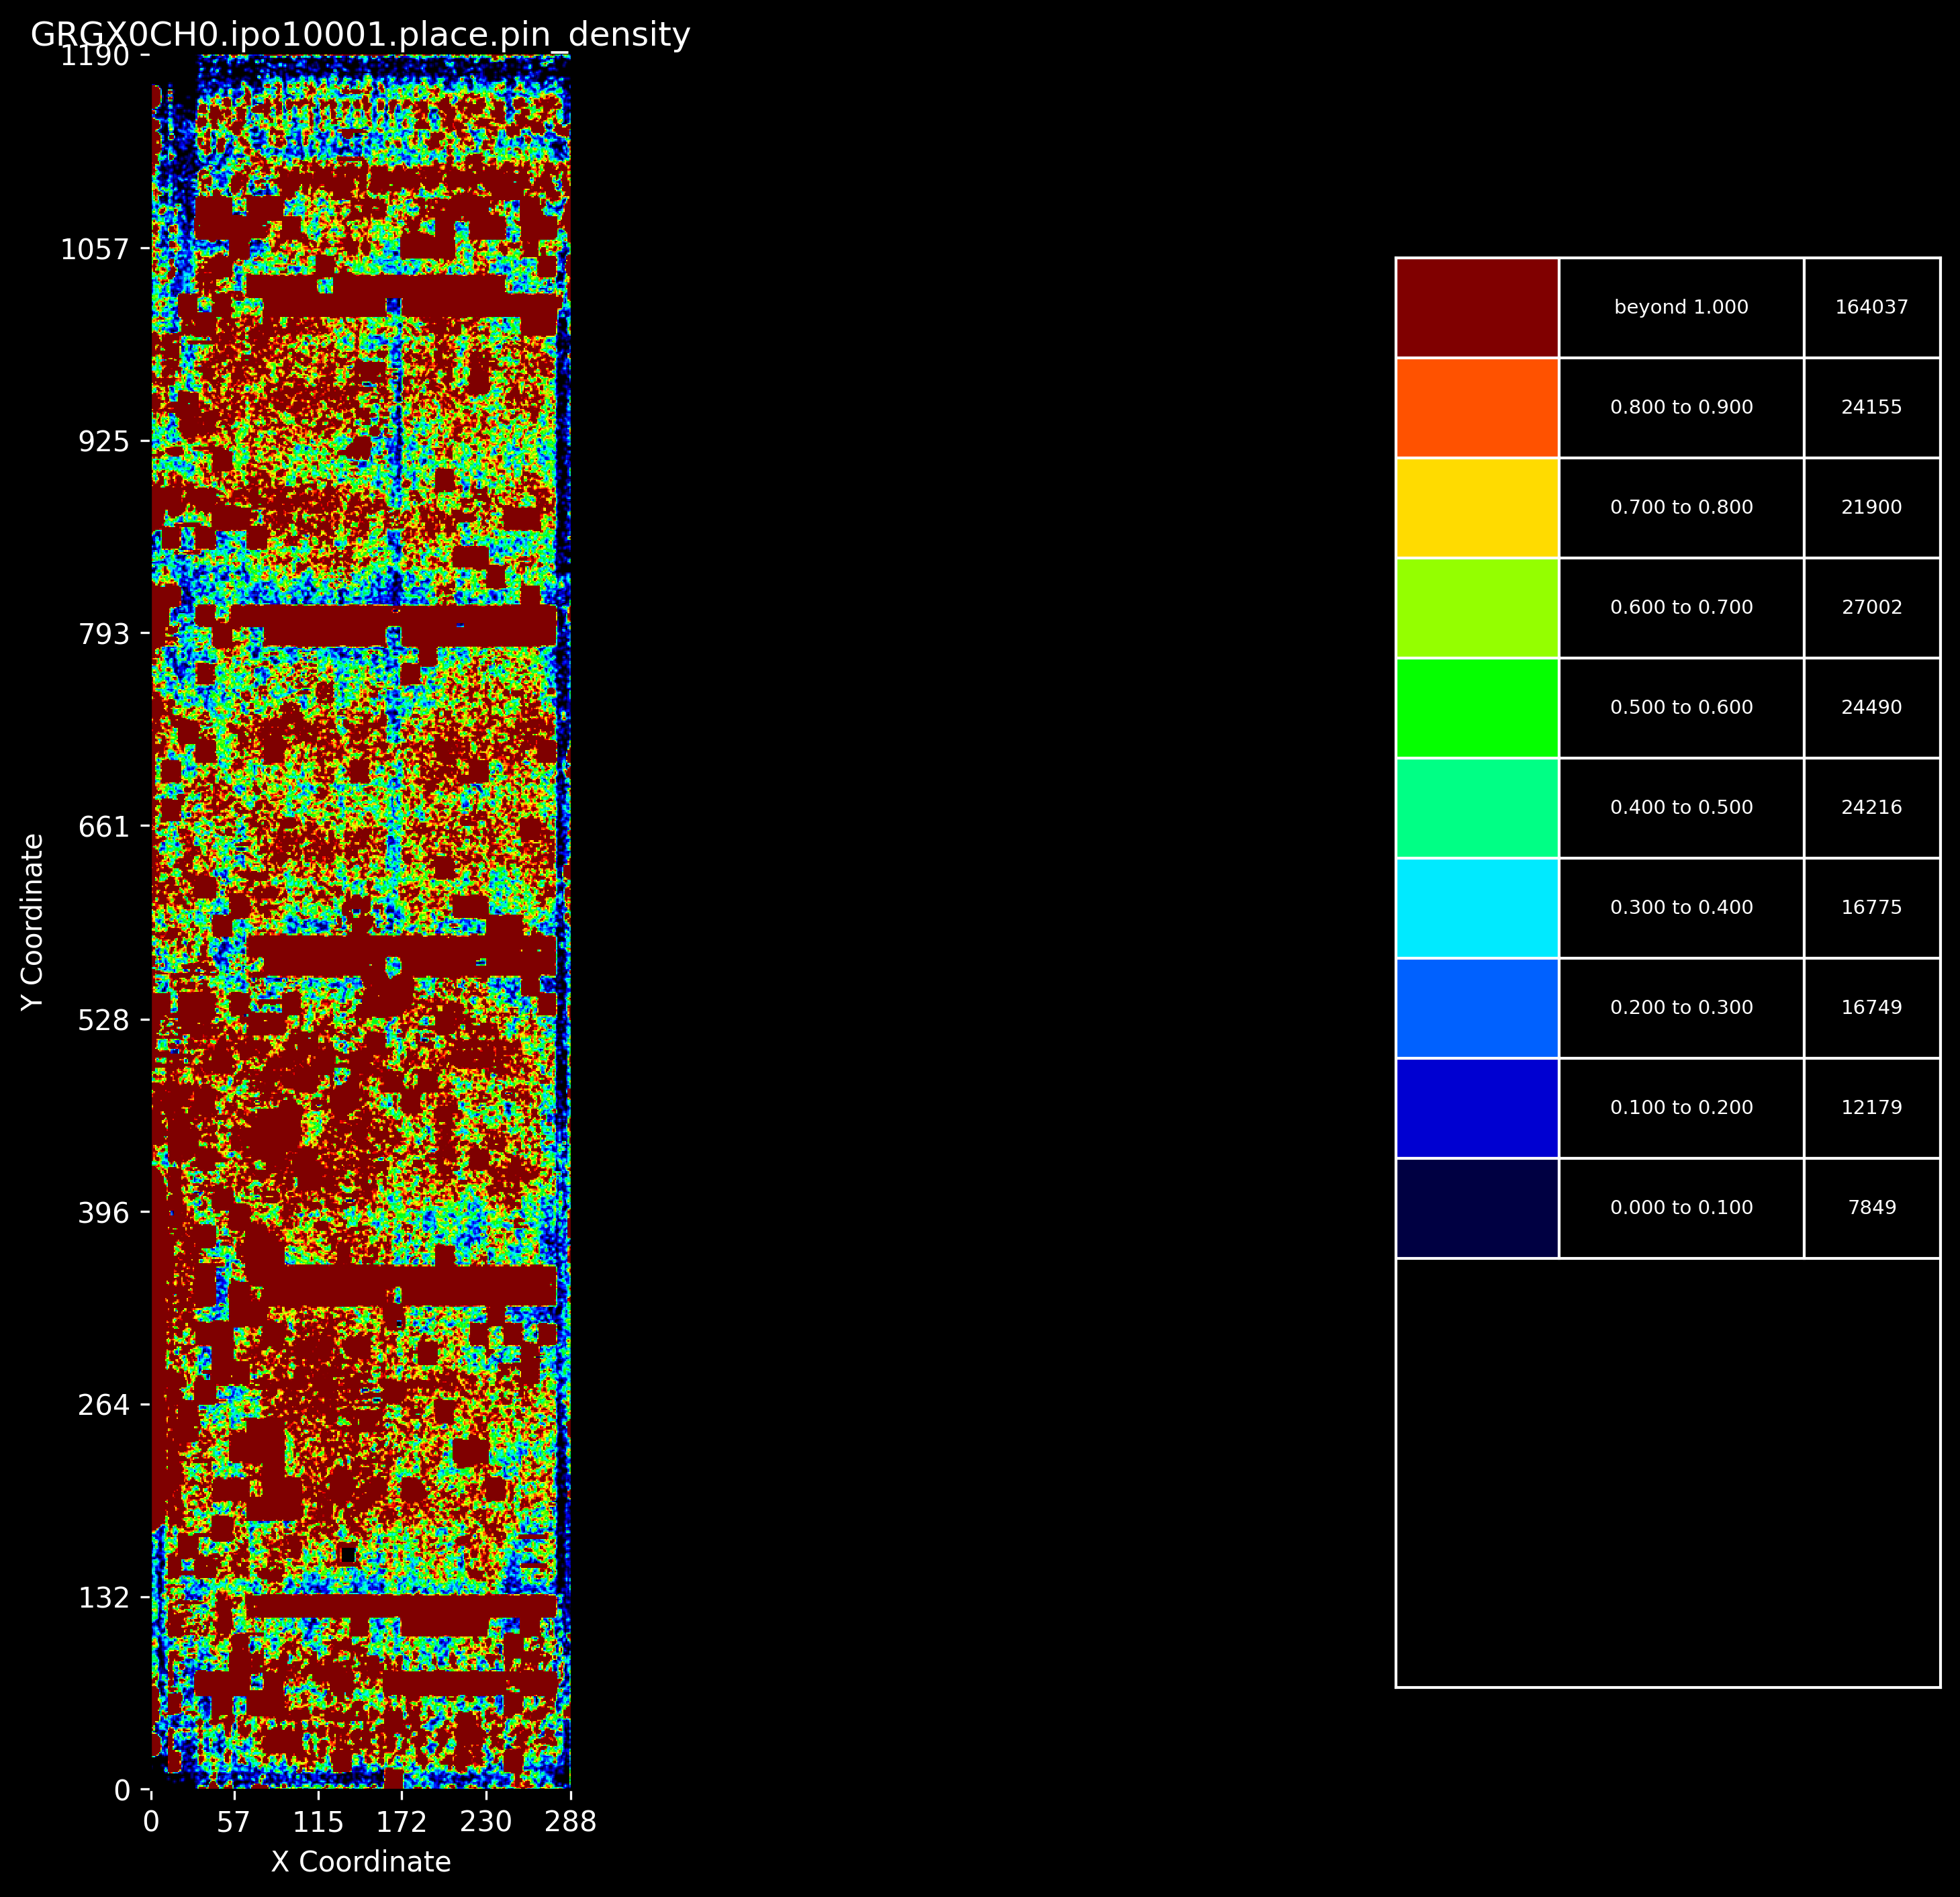 GRGX0CH0.ipo10001.place.pin_density
1190
1057
925
793
661
528
396
264
132
0
Y Coordinate
0 57 115 172 230 288
X Coordinate
beyond 1.000 164037
0.800 to 0.900 24155
0.700 to 0.800 21900
0.600 to 0.700 27002
0.500 to 0.600 24490
0.400 to 0.500 24216
0.300 to 0.400 16775
0.200 to 0.300 16749
0.100 to 0.200 12179
0.000 to 0.100 7849